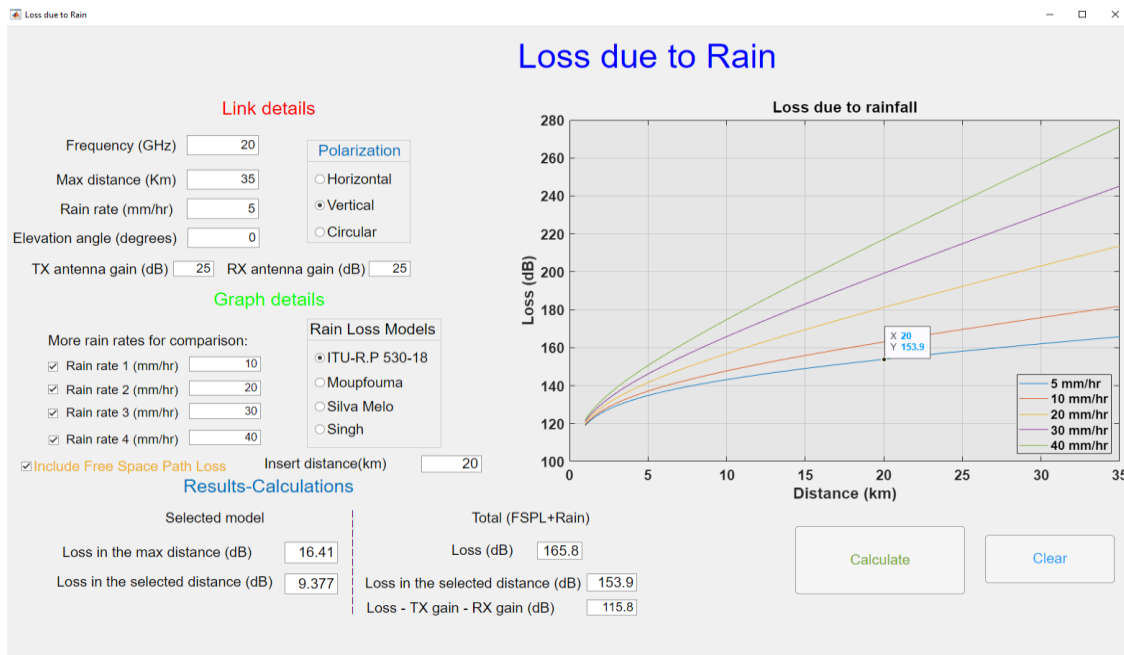 Loss due to Rain
Loss due to Rain
Link details
Frequency (GHz) 20
Max distance (Km) 35
Rain rate (mm/hr) 5
Elevation angle (degrees) 0
Polarization
Horizontal
Vertical
Circular
TX antenna gain (dB) 25 RX antenna gain (dB) 25
Graph details
More rain rates for comparison:
Rain rate 1 (mm/hr) 10
Rain rate 2 (mm/hr) 20
Rain rate 3 (mm/hr) 30
Rain rate 4 (mm/hr) 40
Rain Loss Models
ITU-R.P 530-18
Moupfouma
Silva Melo
Singh
Include Free Space Path Loss
Insert distance(km) 20
Results-Calculations
Selected model
Loss in the max distance (dB) 16.41
Loss in the selected distance (dB) 9.377
Total (FSPL+Rain)
Loss (dB) 165.8
Loss in the selected distance (dB) 153.9
Loss - TX gain - RX gain (dB) 115.8
Loss due to rainfall
Loss (dB)
280
260
240
220
200
180
160
140
120
100
X 20
Y 153.9
5 mm/hr
10 mm/hr
20 mm/hr
30 mm/hr
40 mm/hr
0 5 10 15 20 25 30 35
Distance (km)
Calculate
Clear